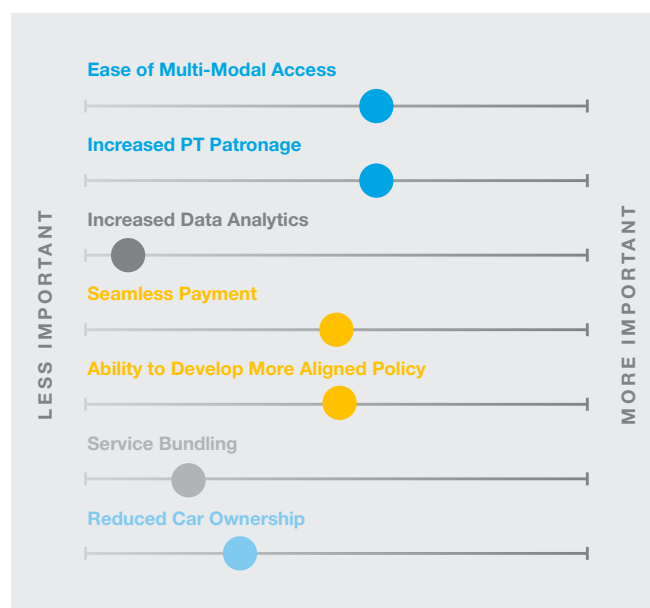 Ease of Multi-Modal Access
Increased PT Patronage
Increased Data Analytics
Seamless Payment
Ability to Develop More Aligned Policy
Service Bundling
Reduced Car Ownership
LESS IMPORTANT
MORE IMPORTANT